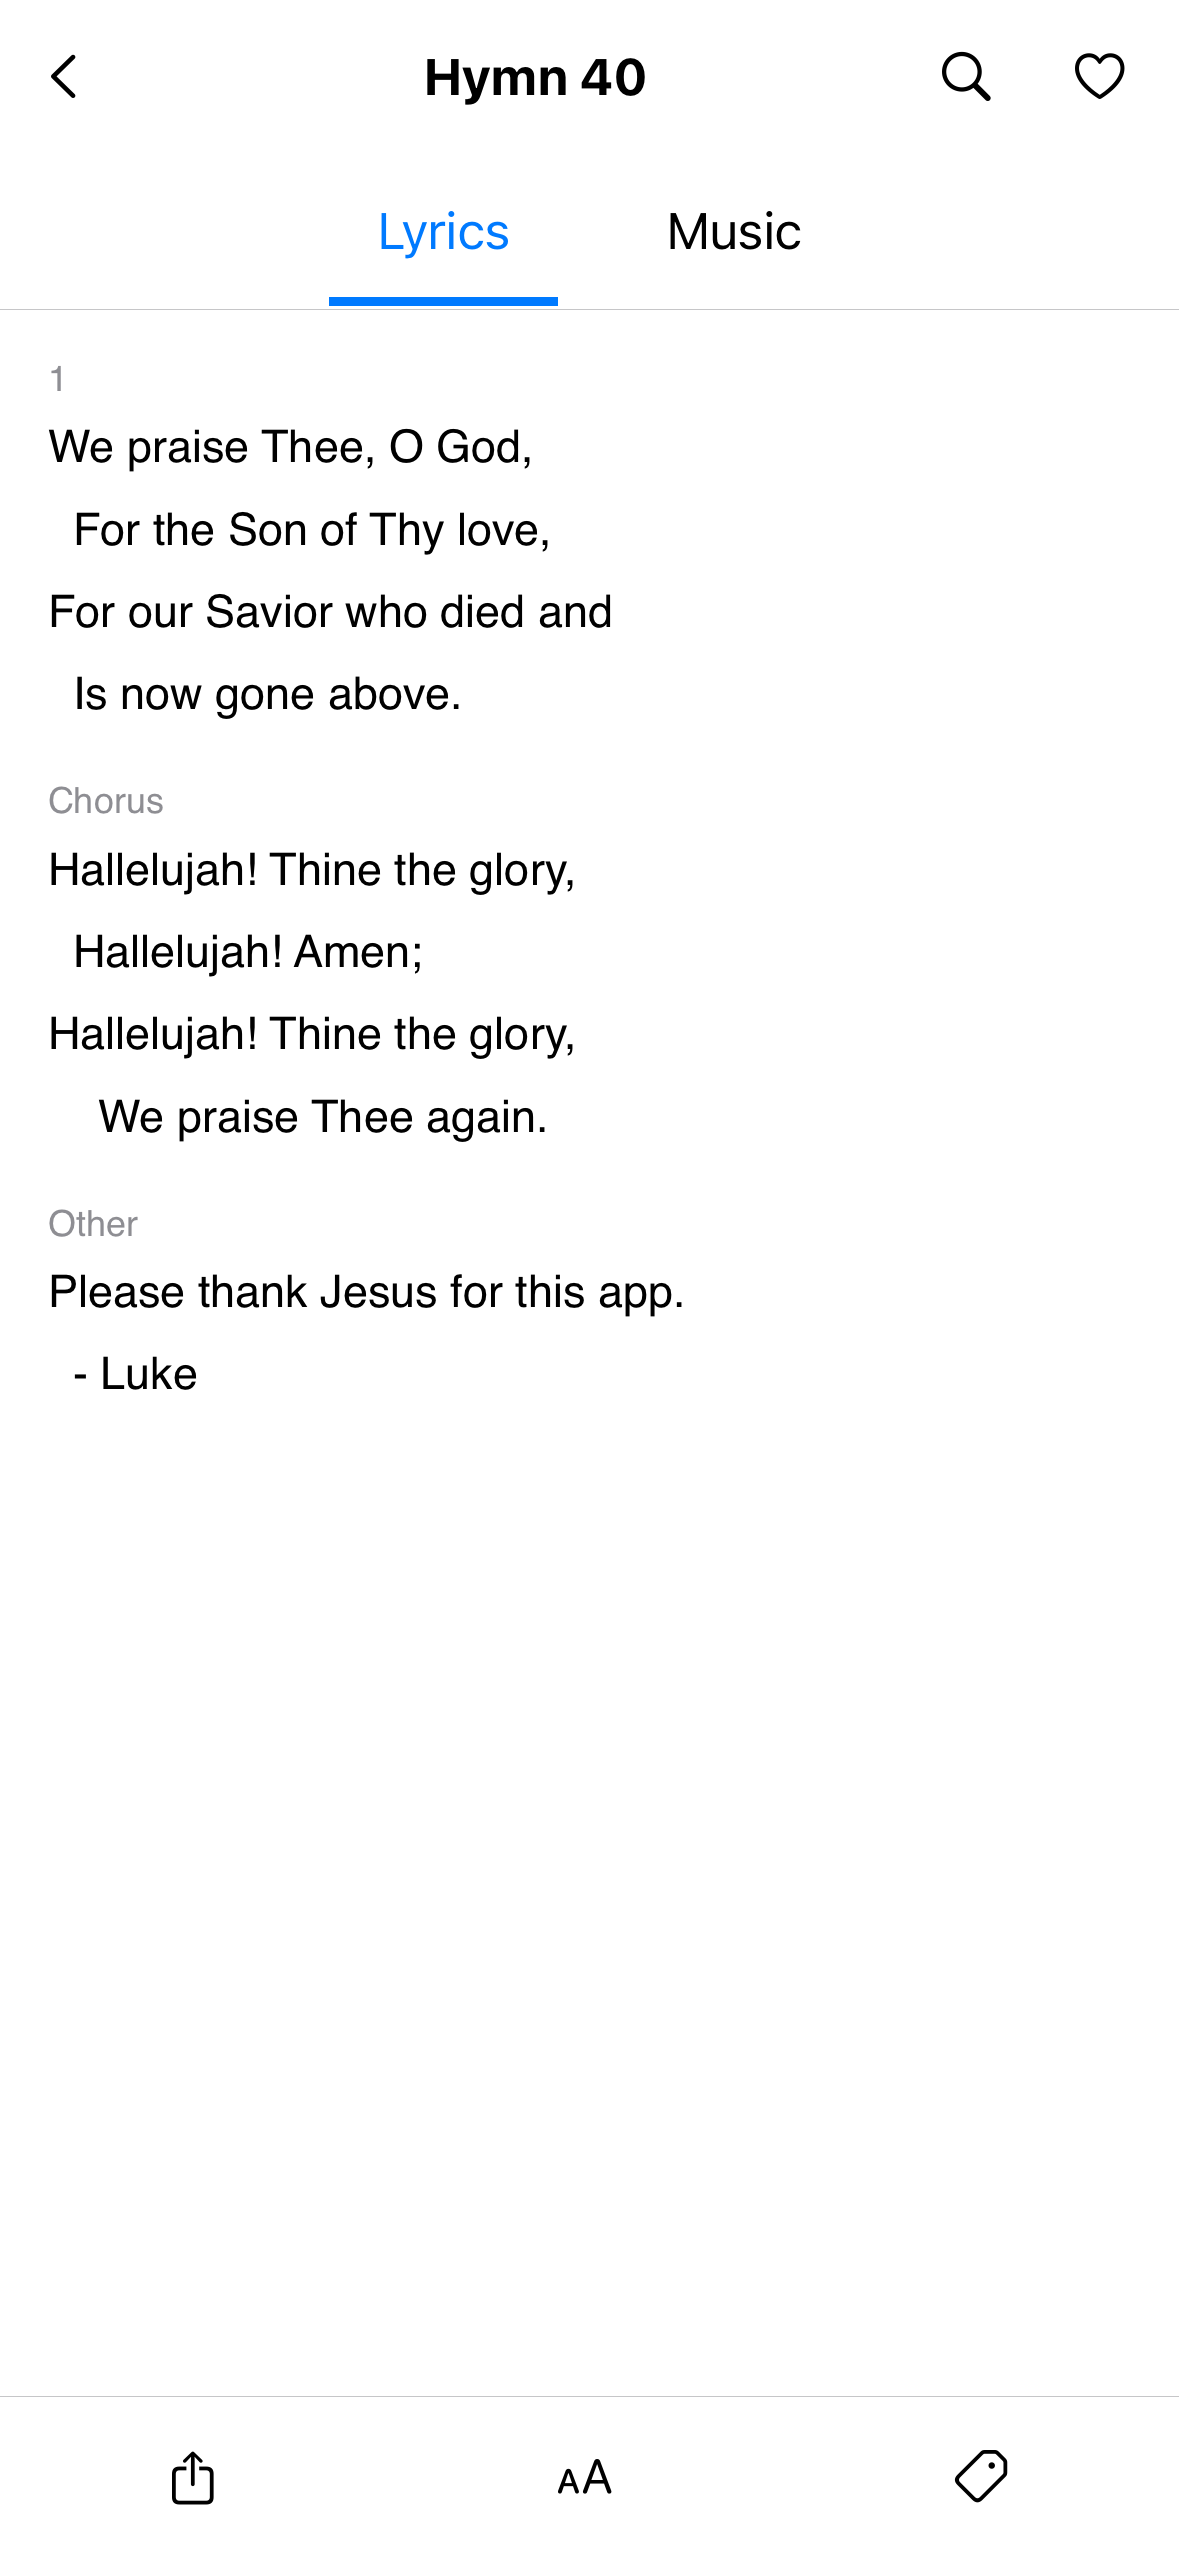 Hymn 40
Lyrics Music
1
We praise Thee, O God,
For the Son of Thy love,
For our Savior who died and
Is now gone above.
Chorus
Hallelujah! Thine the glory,
Hallelujah! Amen;
Hallelujah! Thine the glory,
We praise Thee again.
Other
Please thank Jesus for this app.
- Luke
AA